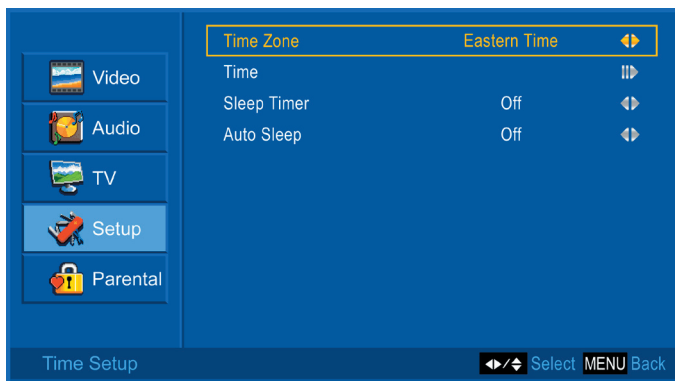 Video
Audio
TV
Setup
Parental
Time Zone Eastern Time
Time
Sleep Timer Off
Auto Sleep Off
Time Setup
Select MENU Back